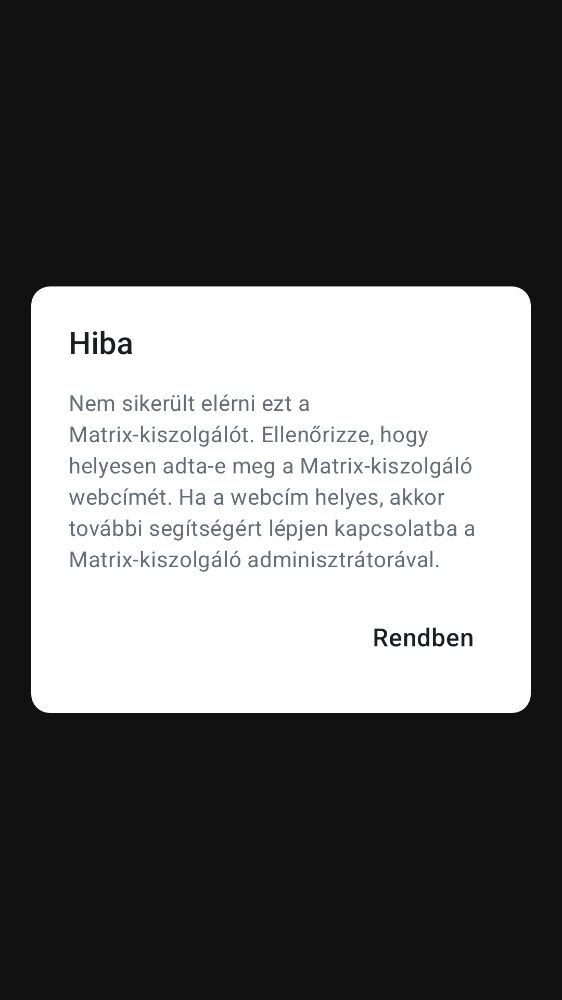 Hiba
Nem sikerült elérni ezt a
Matrix-kiszolgálót. Ellenőrizze, hogy
helyesen adta-e meg a Matrix-kiszolgáló
webcímét. Ha a webcím helyes, akkor
további segítségért lépjen kapcsolatba a
Matrix-kiszolgáló adminisztrátorával.
Rendben